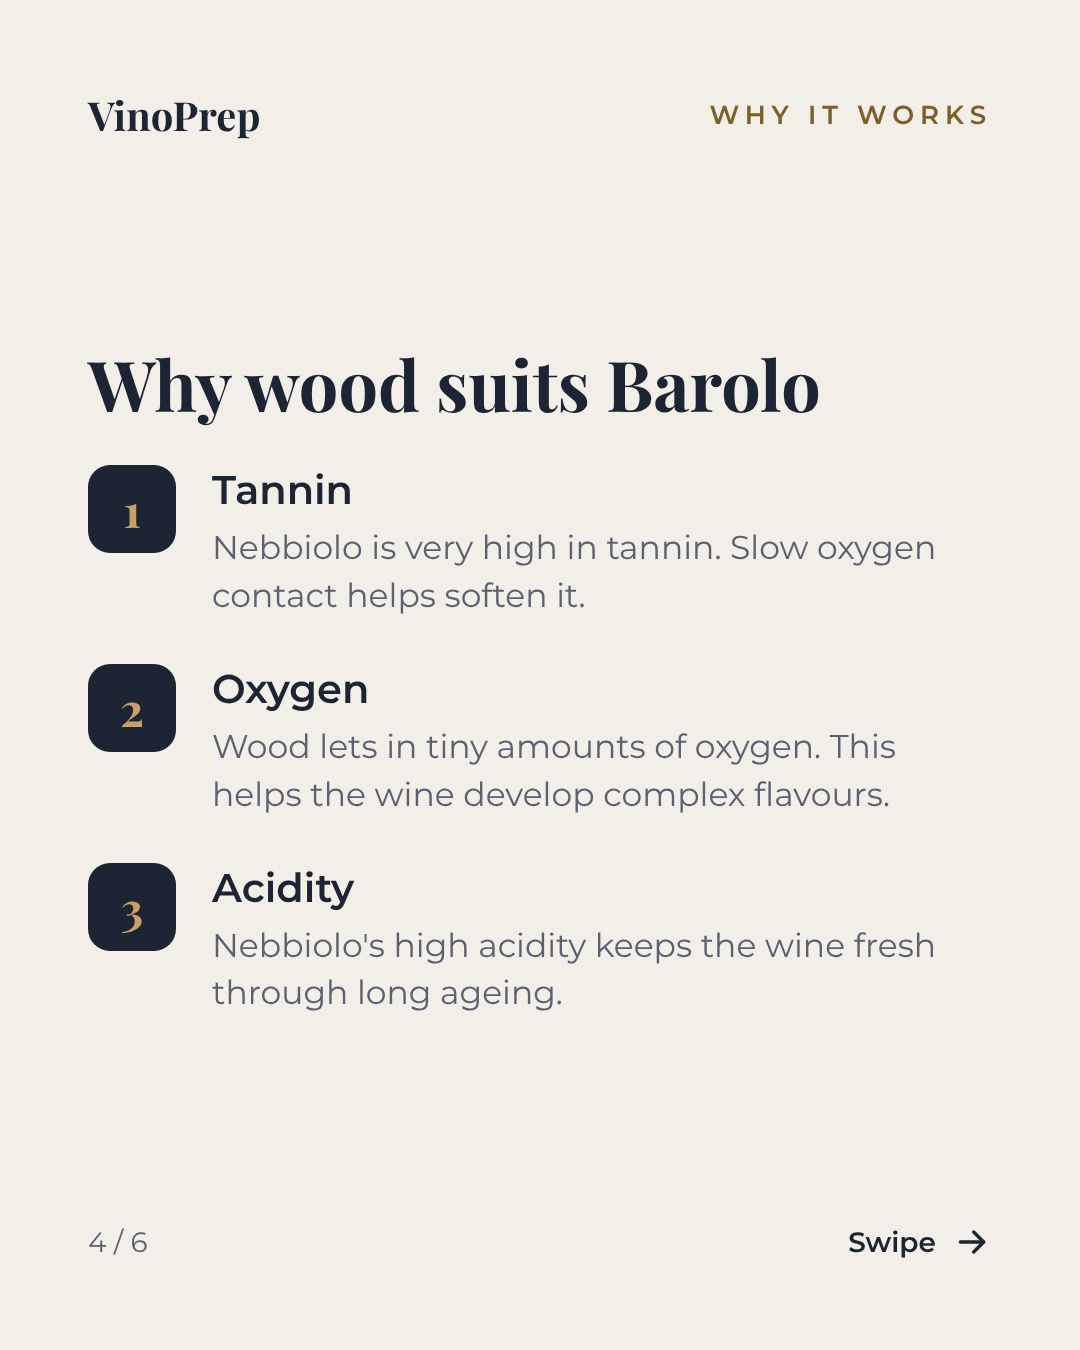 VinoPrep
WHY IT WORKS
Why wood suits Barolo
1
Tannin
Nebbiolo is very high in tannin. Slow oxygen
contact helps soften it.
2
Oxygen
Wood lets in tiny amounts of oxygen. This
helps the wine develop complex flavours.
3
Acidity
Nebbiolo's high acidity keeps the wine fresh
through long ageing.
4 / 6
Swipe →